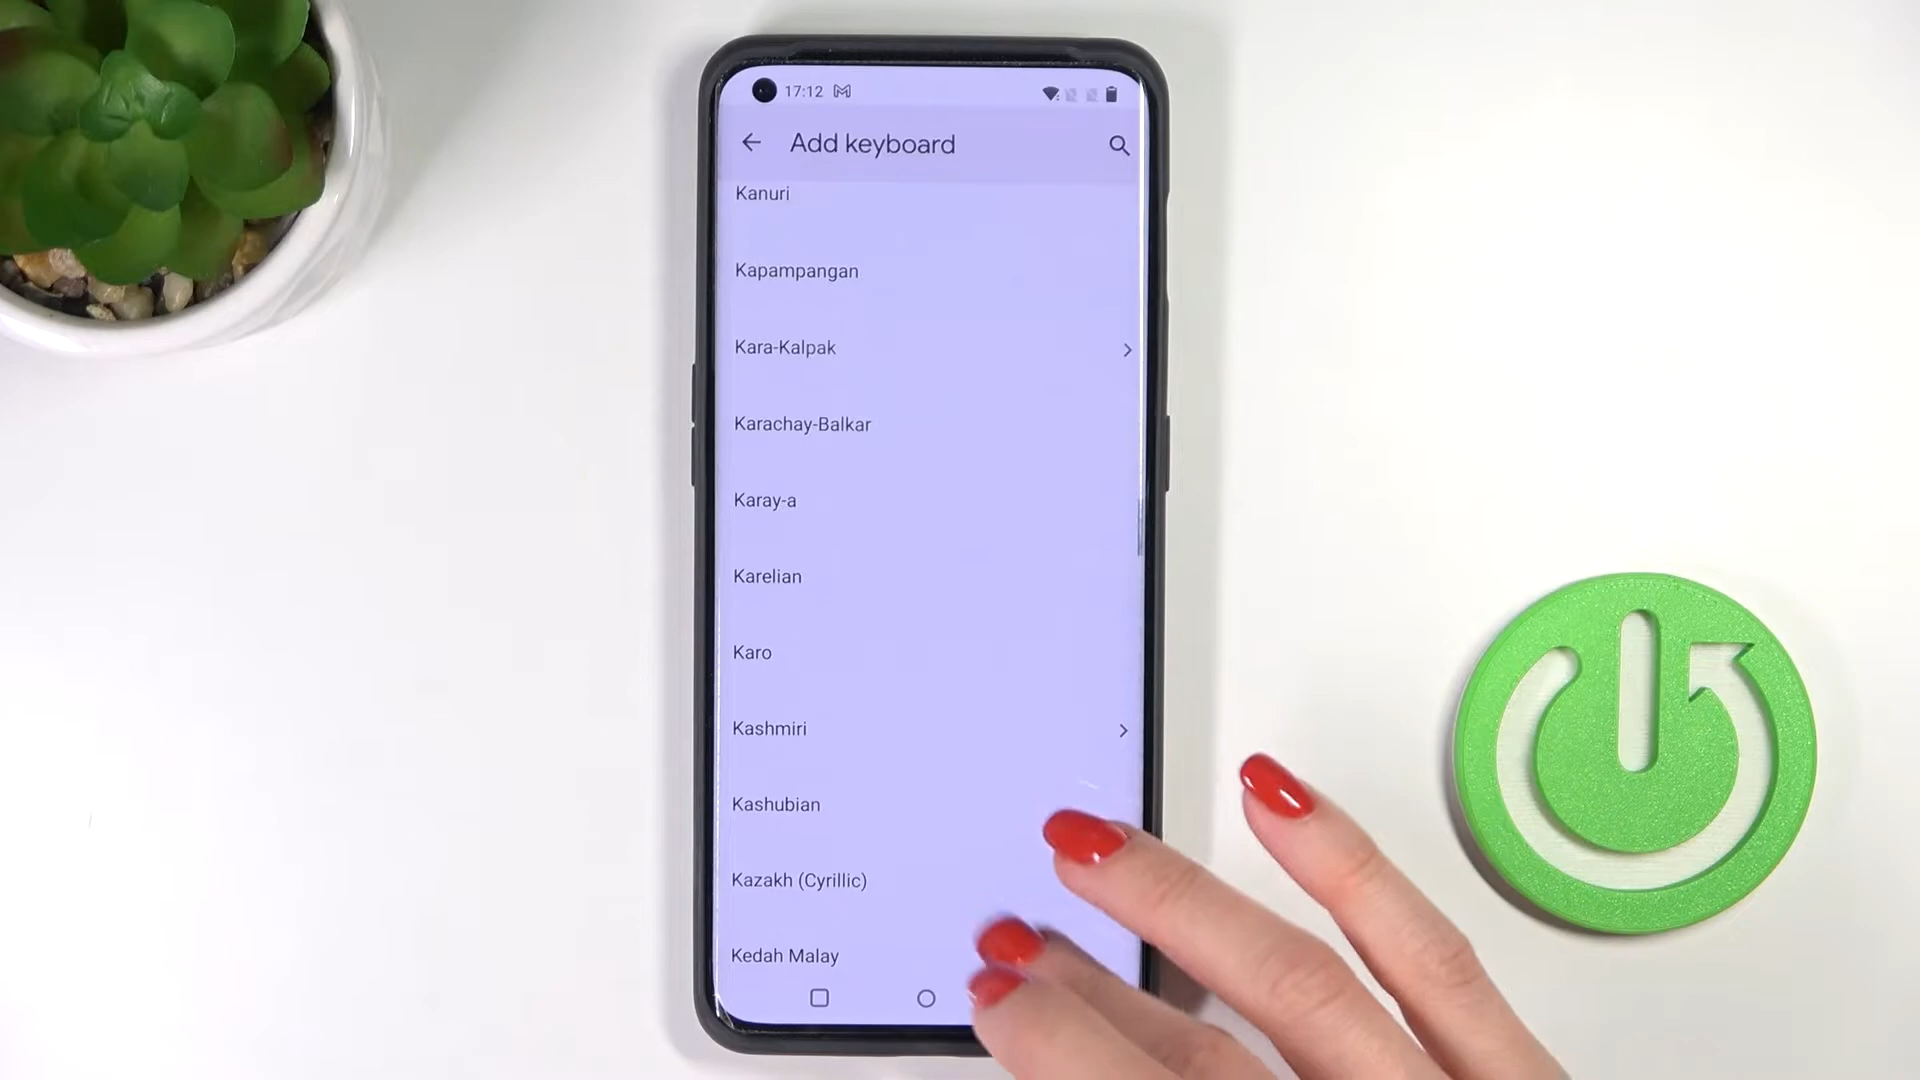 17:12
Add keyboard
Kanuri
Kapampangan
Kara-Kalpak
Karachay-Balkar
Karay-a
Karelian
Karo
Kashmiri
Kashubian
Kazakh (Cyrillic)
Kedah Malay